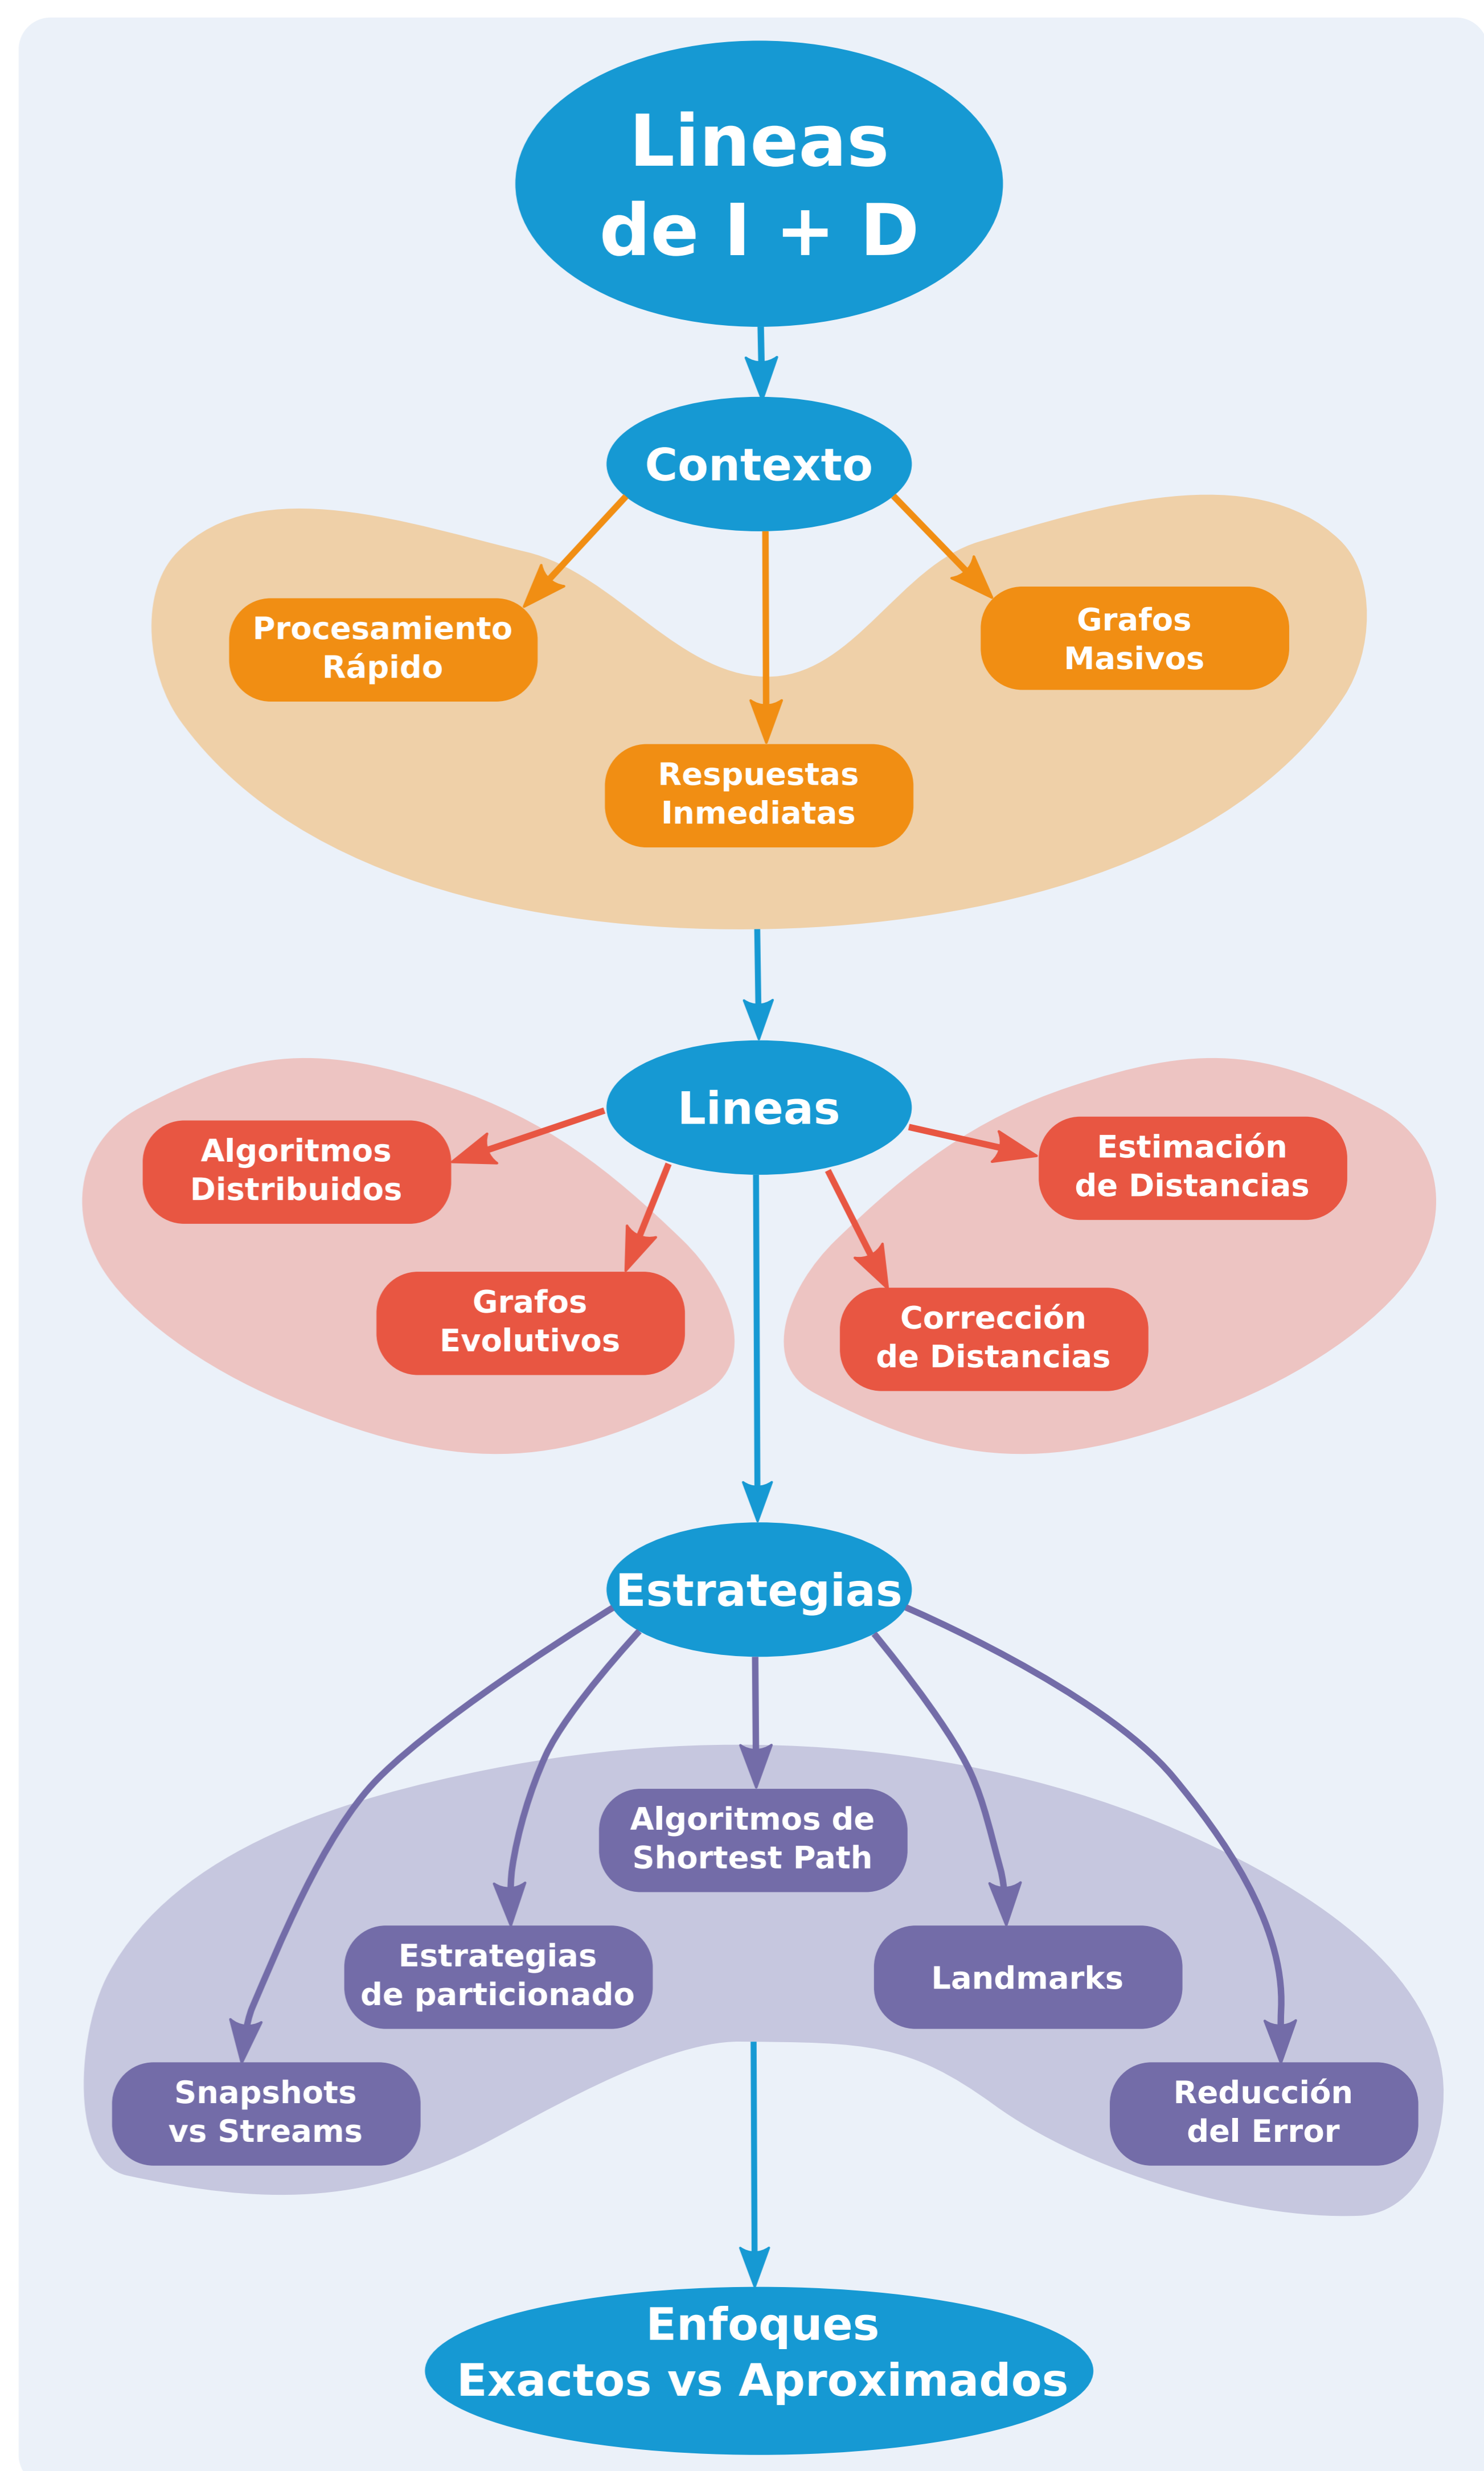 Lineas
de I + D
Contexto
Procesamiento
Rápido
Grafos
Masivos
Respuestas
Inmediatas
Lineas
Algoritmos
Distribuidos
Estimación
de Distancias
Grafos
Evolutivos
Corrección
de Distancias
Estrategias
Algoritmos de
Shortest Path
Estrategias
de particionado
Landmarks
Snapshots
vs Streams
Reducción
del Error
Enfoques
Exactos vs Aproximados